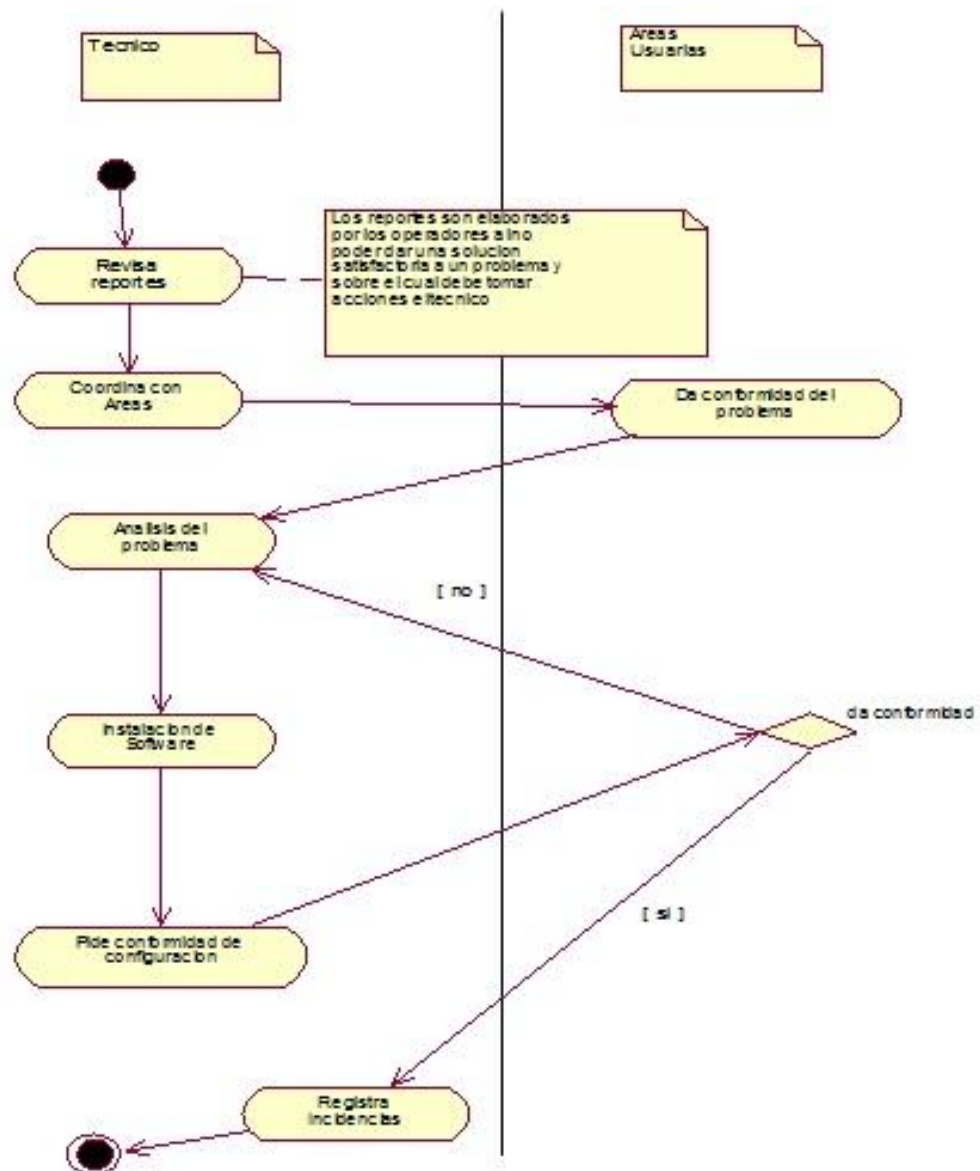 Tecnico
Areas
Usuarias
Los reportes son elaborados
por los operadores al no
poder dar una solucion
satisfactoria a un problema y
sobre el cual debe tomar
acciones el tecnico
Revisa
reportes
Coordina con
Areas
Da conformidad del
problema
Analisis del
problema
[ no ]
da conformidad
Instalacion de
Software
[ si ]
Pide conformidad de
configuracion
Registra
incidencias